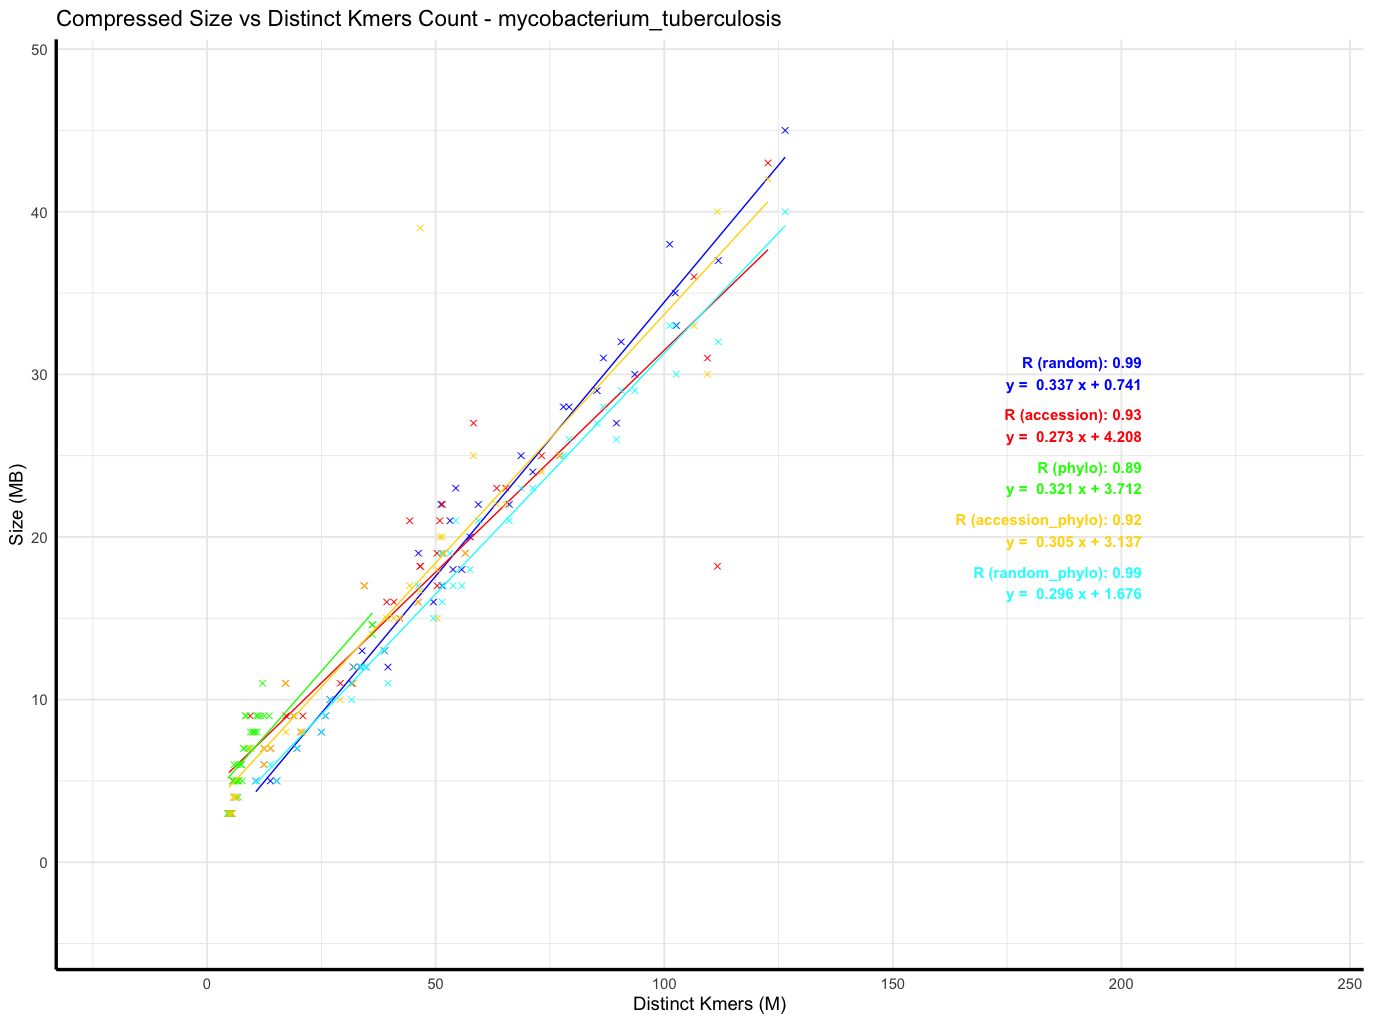 Compressed Size vs Distinct Kmers Count - mycobacterium_tuberculosis
50
40
30
20
10
0
Size (MB)
R (random): 0.99
y =  0.337 x + 0.741
R (accession): 0.93
y =  0.273 x + 4.208
R (phylo): 0.89
y =  0.321 x + 3.712
R (accession_phylo): 0.92
y =  0.305 x + 3.137
R (random_phylo): 0.99
y =  0.296 x + 1.676
0 50 100 150 200 250
Distinct Kmers (M)